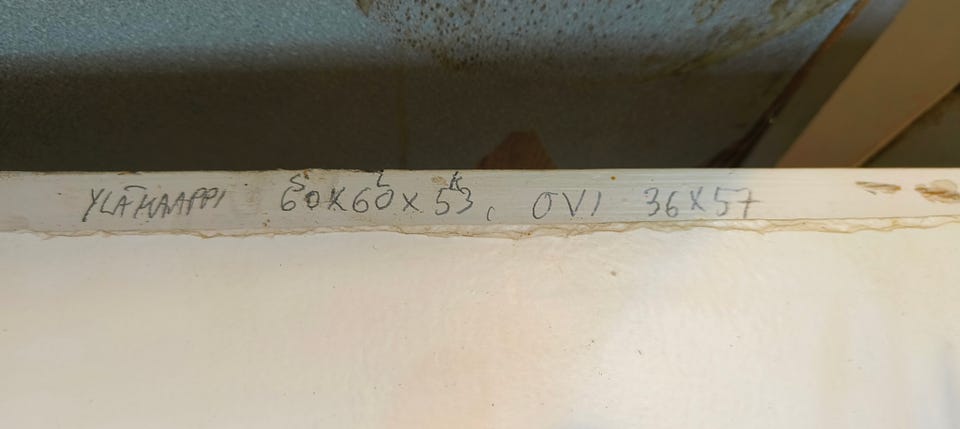 S L K
YLÄKAAPPI 60X60X53, OVI 36X57